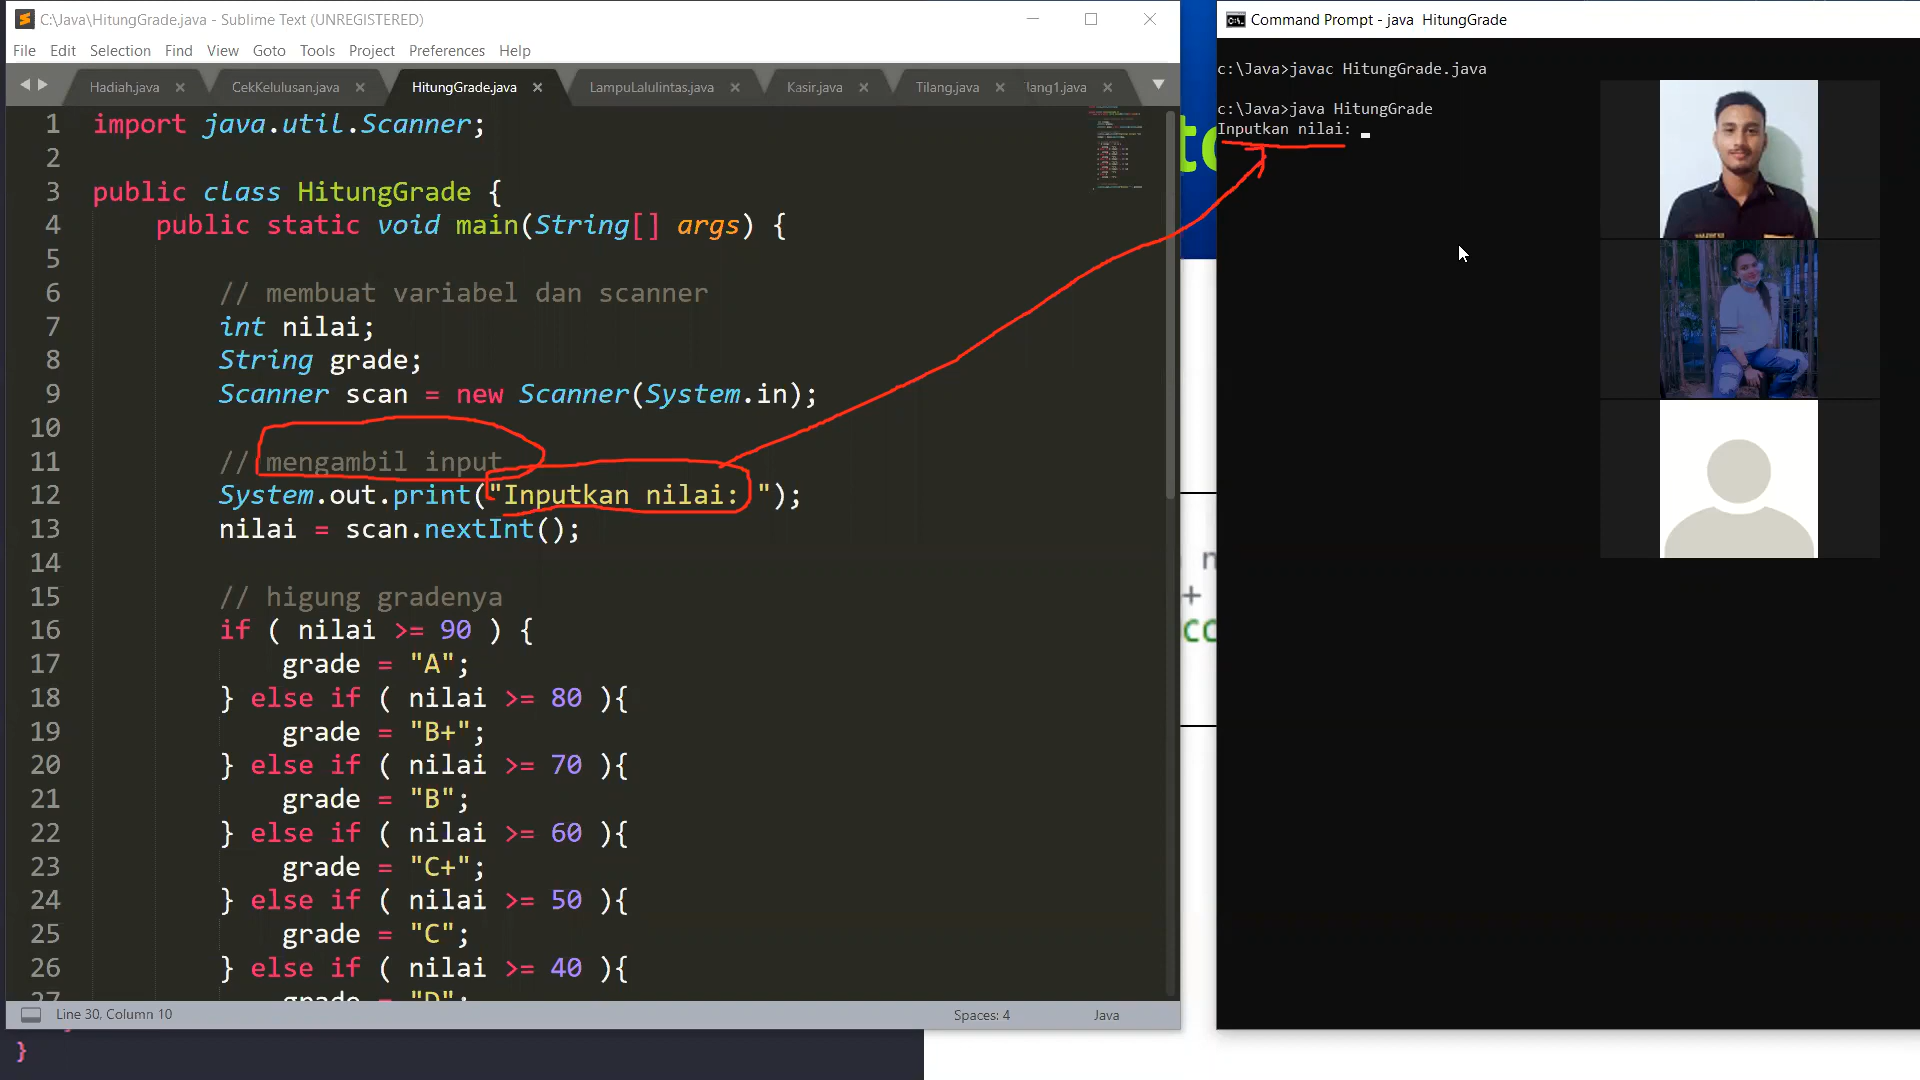 C:\Java\HitungGrade.java - Sublime Text (UNREGISTERED)
File Edit Selection Find View Goto Tools Project Preferences Help
Hadiah.java CekKelulusan.java HitungGrade.java LampuLalulintas.java Kasir.java Tilang.java lang1.java
1 import java.util.Scanner;
2
3 public class HitungGrade {
4 public static void main(String[] args) {
5
6 // membuat variabel dan scanner
7 int nilai;
8 String grade;
9 Scanner scan = new Scanner(System.in);
10
11 // mengambil input
12 System.out.print("Inputkan nilai: ");
13 nilai = scan.nextInt();
14
15 // higung gradenya
16 if ( nilai >= 90 ) {
17 grade = "A";
18 } else if ( nilai >= 80 ){
19 grade = "B+";
20 } else if ( nilai >= 70 ){
21 grade = "B";
22 } else if ( nilai >= 60 ){
23 grade = "C+";
24 } else if ( nilai >= 50 ){
25 grade = "C";
26 } else if ( nilai >= 40 ){
27 grade = "D";
Line 30, Column 10 Spaces: 4 Java
}
to
n
+
co
Command Prompt - java HitungGrade
c:\Java>javac HitungGrade.java
c:\Java>java HitungGrade
Inputkan nilai: